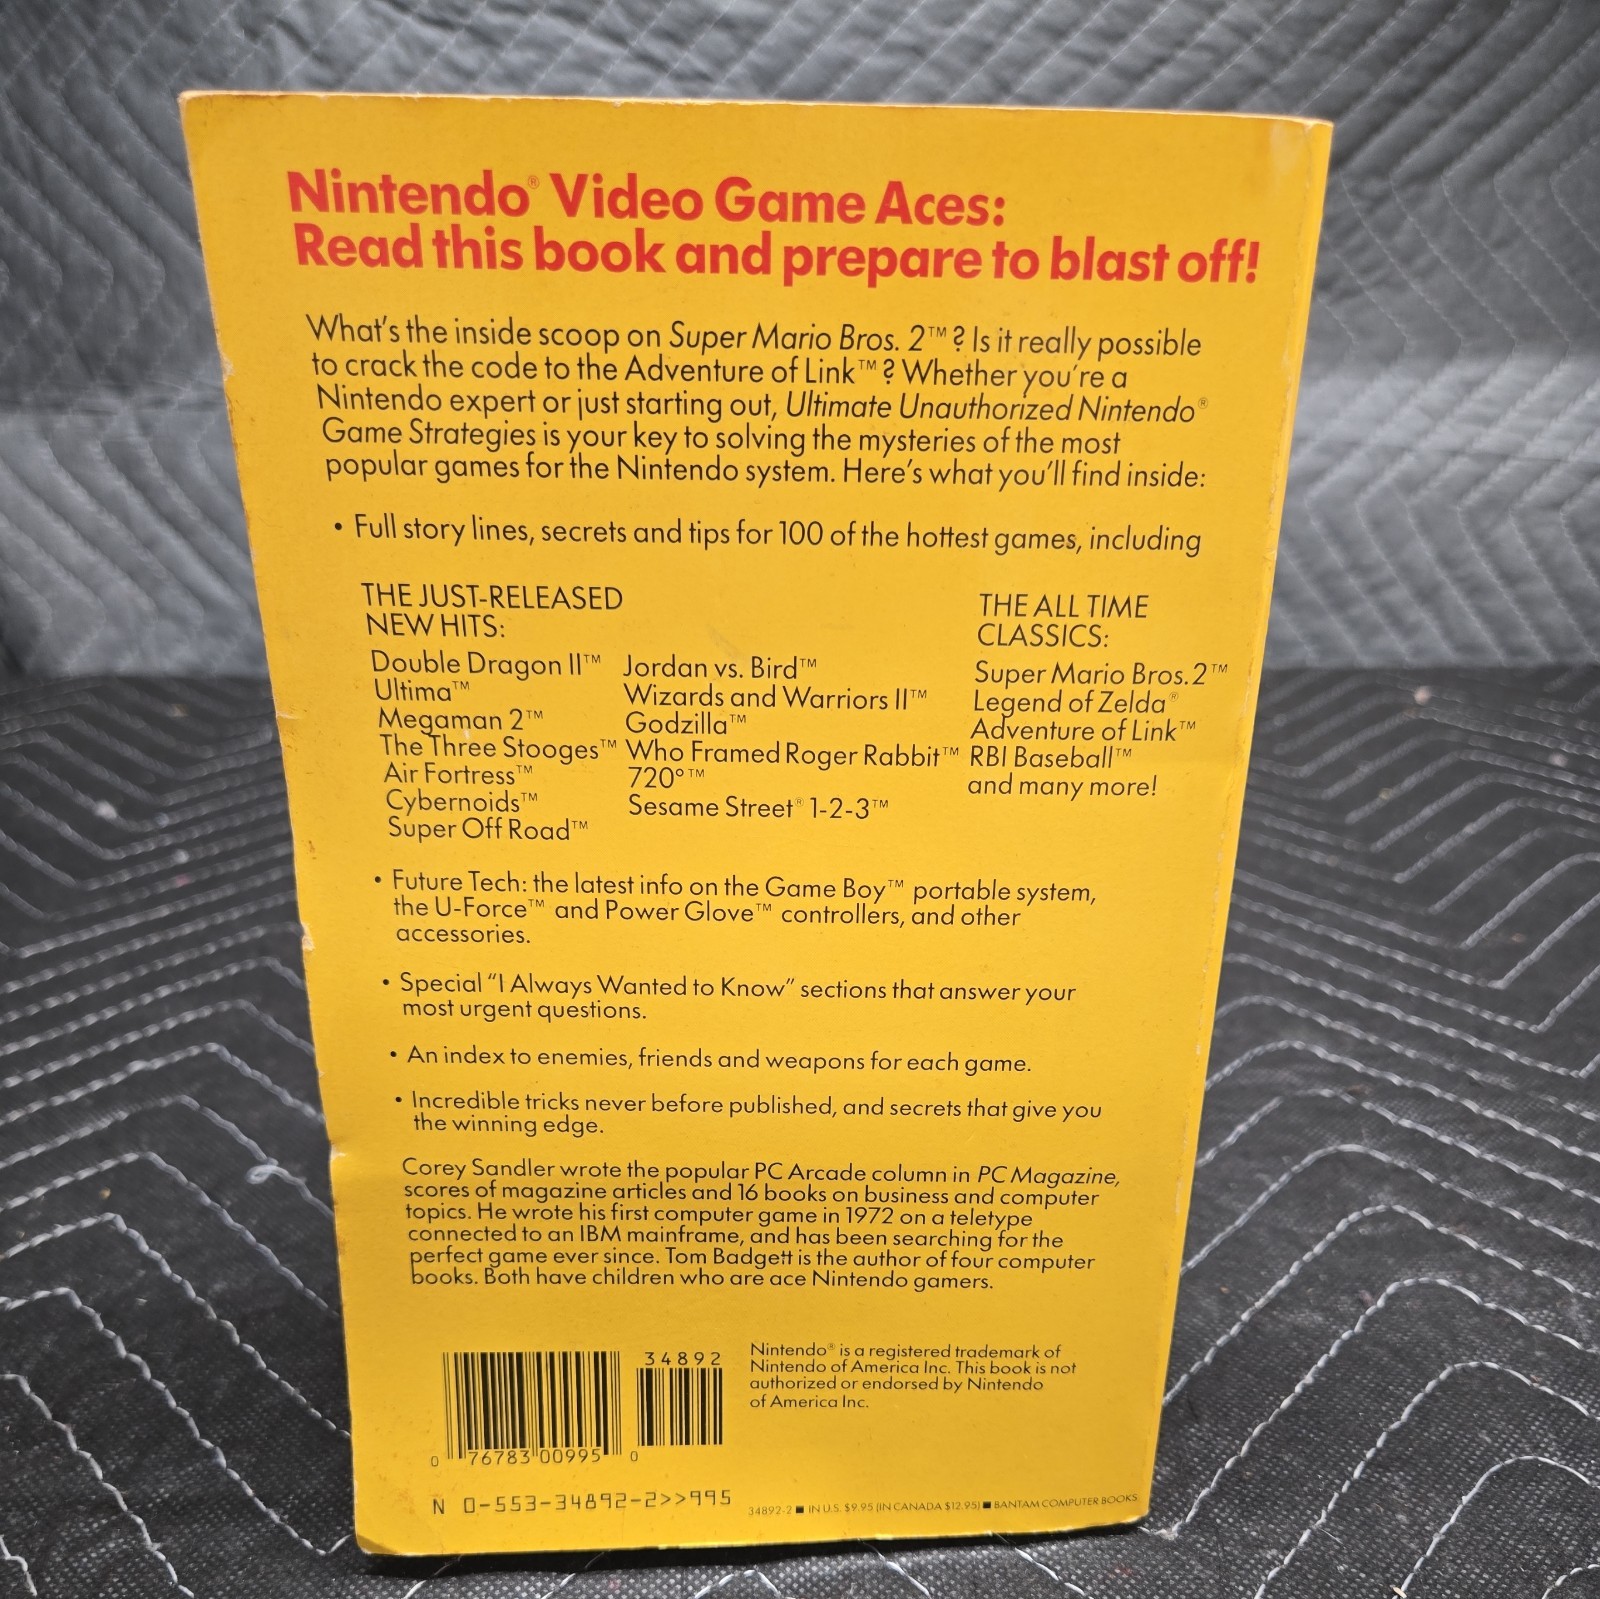 Nintendo® Video Game Aces:
Read this book and prepare to blast off!
What's the inside scoop on Super Mario Bros. 2™? Is it really possible
to crack the code to the Adventure of Link™? Whether you're a
Nintendo expert or just starting out, Ultimate Unauthorized Nintendo®
Game Strategies is your key to solving the mysteries of the most
popular games for the Nintendo system. Here's what you'll find inside:
• Full story lines, secrets and tips for 100 of the hottest games, including
THE JUST-RELEASED
NEW HITS:
Double Dragon II™
Ultima™
Megaman 2™
The Three Stooges™
Air Fortress™
Cybernoids™
Super Off Road™
Jordan vs. Bird™
Wizards and Warriors II™
Godzilla™
Who Framed Roger Rabbit™
720°™
Sesame Street® 1-2-3™
THE ALL TIME
CLASSICS:
Super Mario Bros.2™
Legend of Zelda®
Adventure of Link™
RBI Baseball™
and many more!
• Future Tech: the latest info on the Game Boy™ portable system,
the U-Force™ and Power Glove™ controllers, and other
accessories.
• Special "I Always Wanted to Know" sections that answer your
most urgent questions.
• An index to enemies, friends and weapons for each game.
• Incredible tricks never before published, and secrets that give you
the winning edge.
Corey Sandler wrote the popular PC Arcade column in PC Magazine,
scores of magazine articles and 16 books on business and computer
topics. He wrote his first computer game in 1972 on a teletype
connected to an IBM mainframe, and has been searching for the
perfect game ever since. Tom Badgett is the author of four computer
books. Both have children who are ace Nintendo gamers.
34892
0 76783 00995 0
N 0-553-34892-2>>995
Nintendo® is a registered trademark of
Nintendo of America Inc. This book is not
authorized or endorsed by Nintendo
of America Inc.
34892-2 ■ IN U.S. $9.95 (IN CANADA $12.95) ■ BANTAM COMPUTER BOOKS